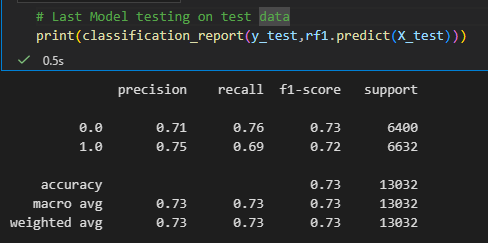 # Last Model testing on test data
print(classification_report(y_test,rf1.predict(X_test)))
0.5s
precision recall f1-score support
0.0 0.71 0.76 0.73 6400
1.0 0.75 0.69 0.72 6632
accuracy 0.73 13032
macro avg 0.73 0.73 0.73 13032
weighted avg 0.73 0.73 0.73 13032